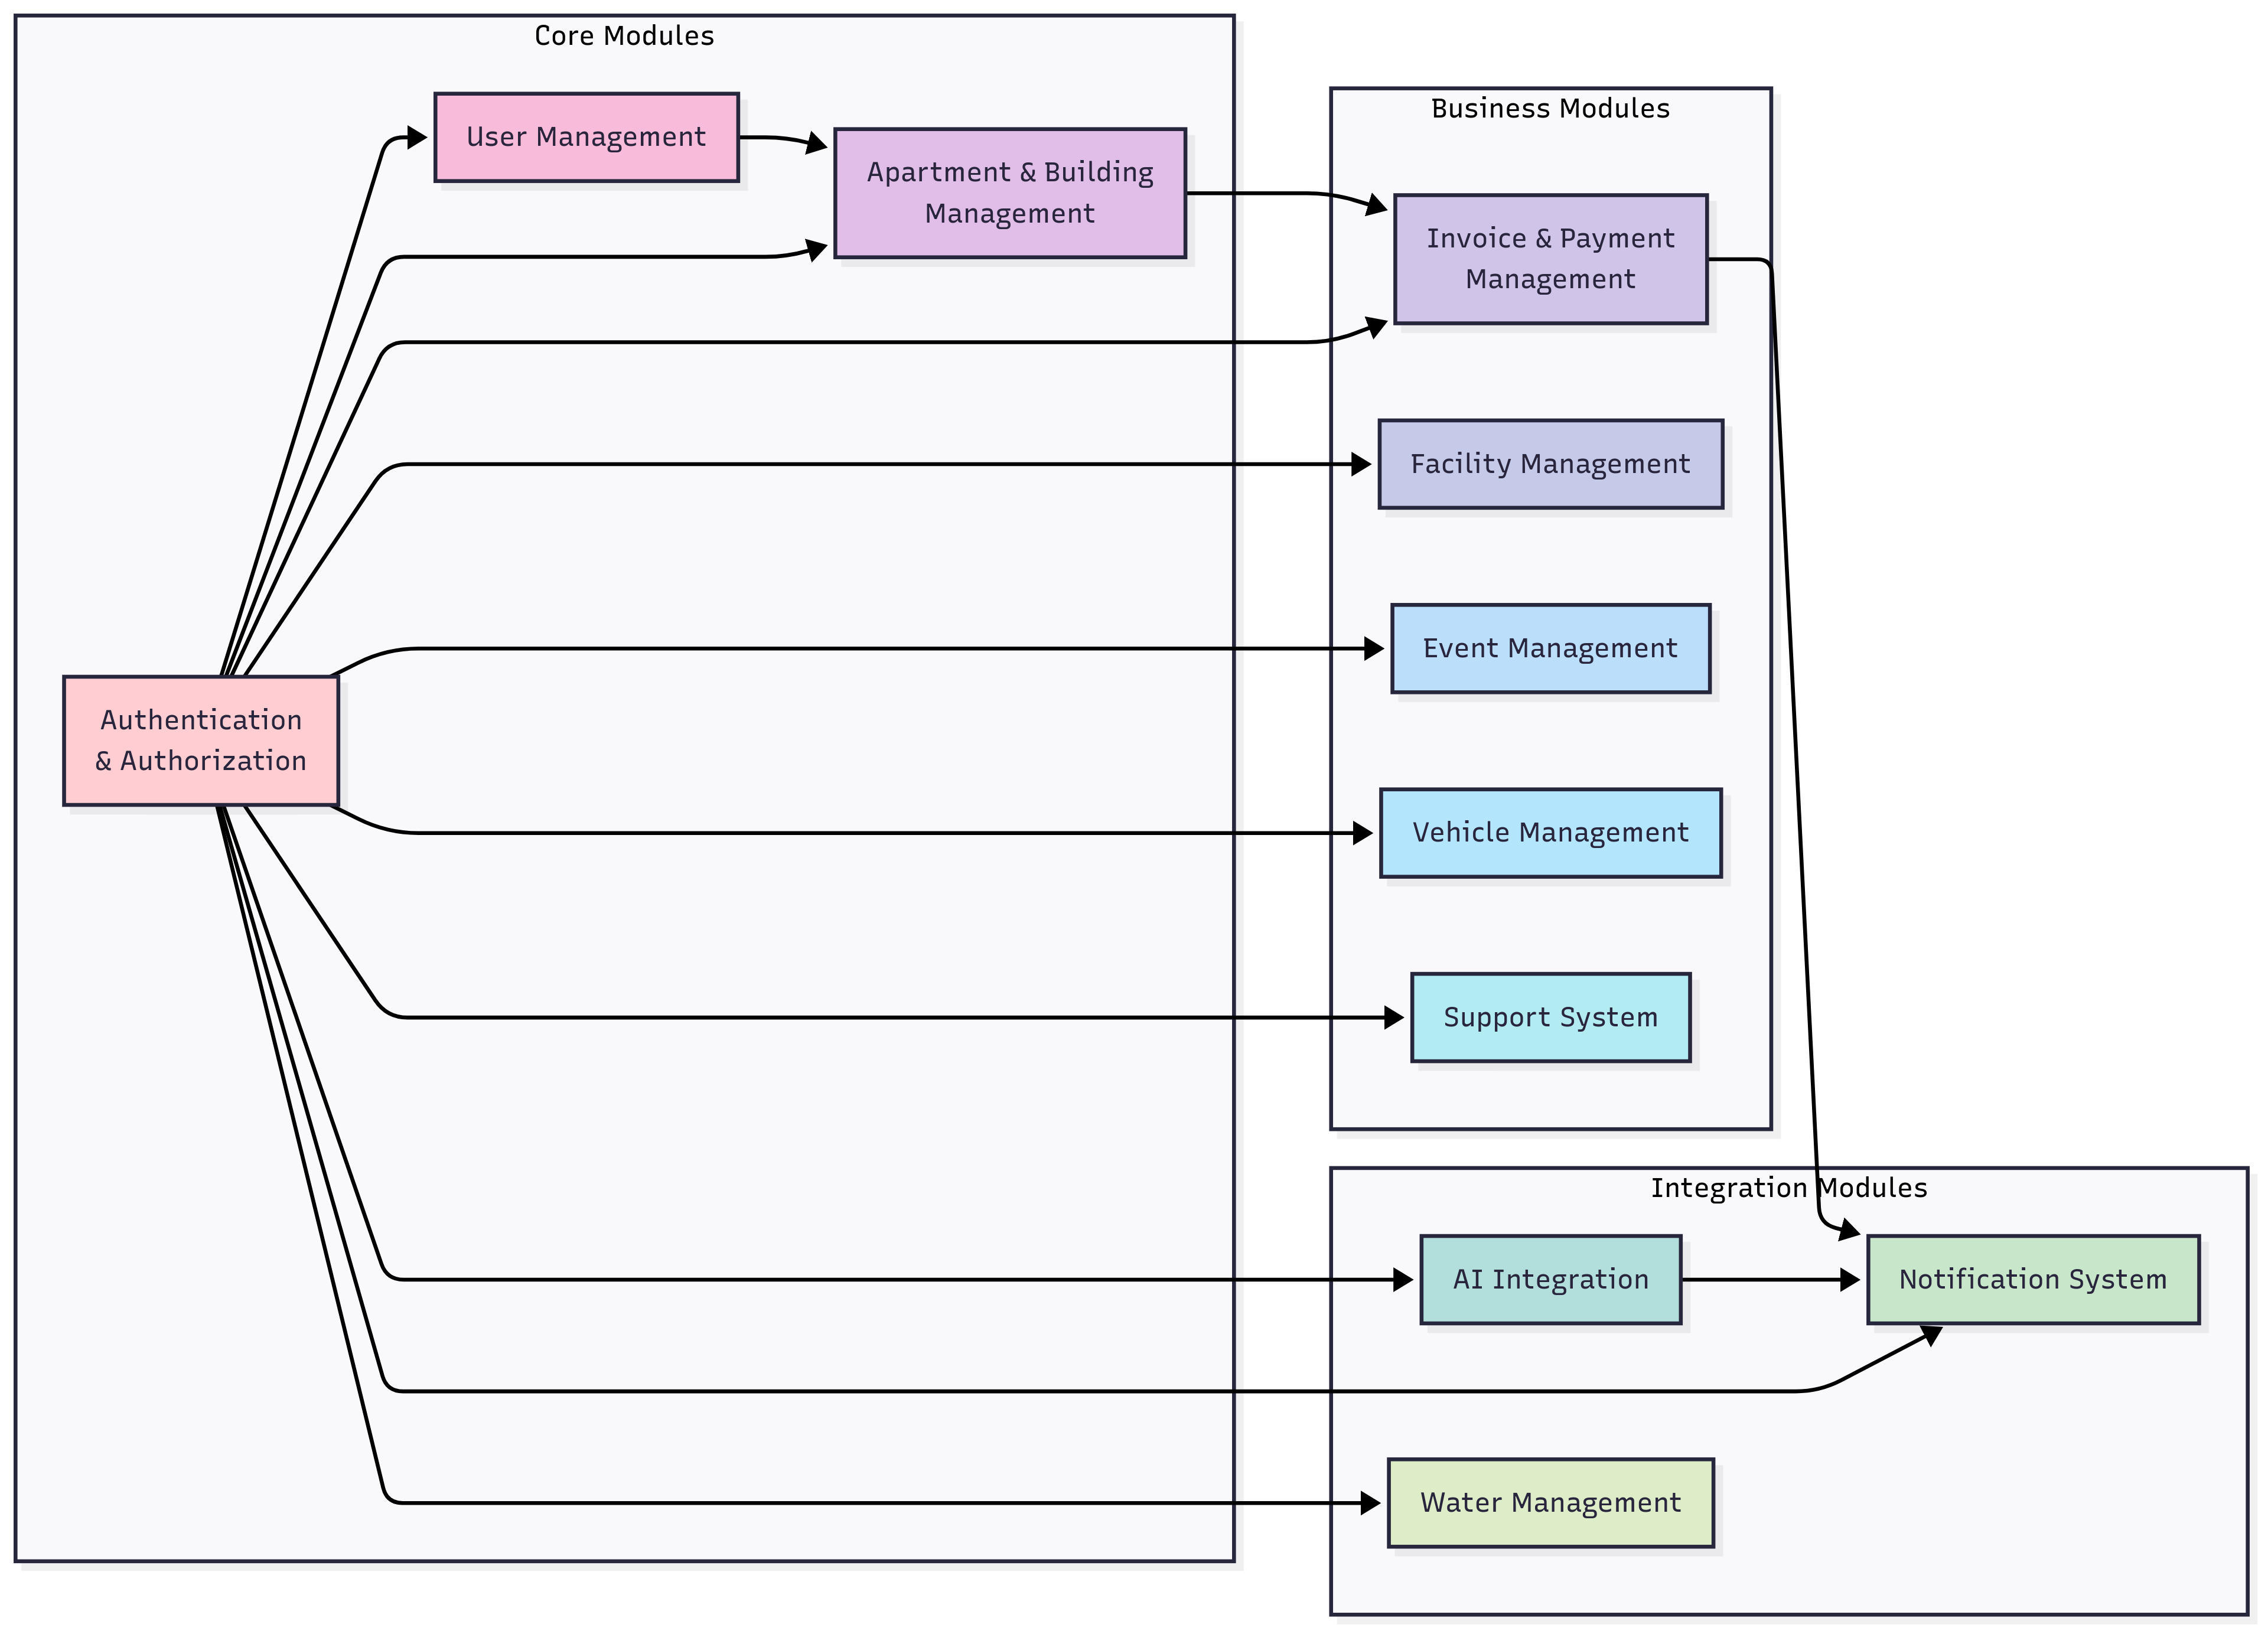 Core Modules
User Management
Apartment & Building
Management
Authentication
& Authorization
Business Modules
Invoice & Payment
Management
Facility Management
Event Management
Vehicle Management
Support System
Integration Modules
AI Integration
Notification System
Water Management